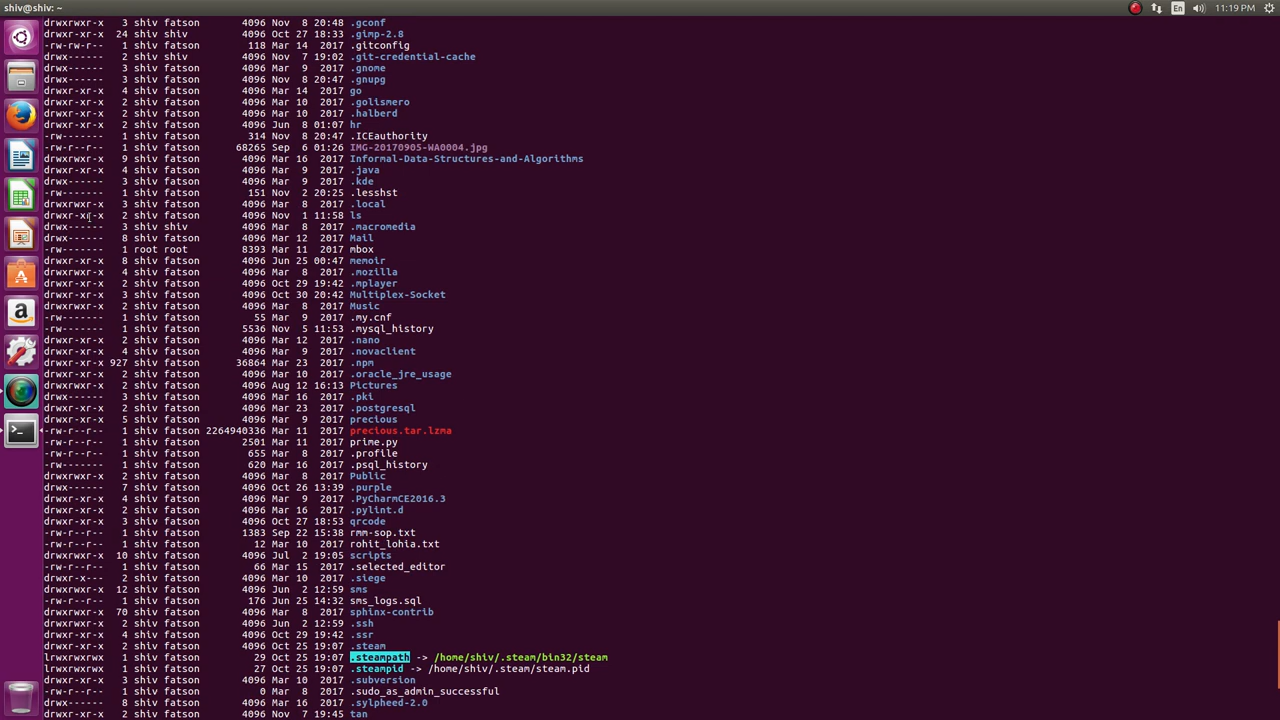 shiv@shiv: ~
En
11:19 PM
drwxrwxr-x 3 shiv fatson 4096 Nov 8 20:48 .gconf
drwxr-xr-x 24 shiv shiv 4096 Oct 27 18:33 .gimp-2.8
-rw-rw-r-- 1 shiv fatson 118 Mar 14 2017 .gitconfig
drwx------ 2 shiv shiv 4096 Nov 7 19:02 .git-credential-cache
drwx------ 3 shiv fatson 4096 Mar 9 2017 .gnome
drwx------ 3 shiv fatson 4096 Nov 8 20:47 .gnupg
drwxr-xr-x 4 shiv fatson 4096 Mar 14 2017 go
drwxr-xr-x 2 shiv fatson 4096 Mar 10 2017 .golismero
drwxr-xr-x 2 shiv fatson 4096 Mar 10 2017 .halberd
drwxr-xr-x 2 shiv fatson 4096 Jun 8 01:07 hr
-rw------- 1 shiv fatson 314 Nov 8 20:47 .ICEauthority
-rw-r--r-- 1 shiv fatson 68265 Sep 6 01:26 IMG-20170905-WA0004.jpg
drwxrwxr-x 9 shiv fatson 4096 Mar 16 2017 Informal-Data-Structures-and-Algorithms
drwxr-xr-x 4 shiv fatson 4096 Mar 9 2017 .java
drwx------ 3 shiv fatson 4096 Mar 9 2017 .kde
-rw------- 1 shiv fatson 151 Nov 2 20:25 .lesshst
drwxrwxr-x 3 shiv fatson 4096 Mar 8 2017 .local
drwxr-xr-x 2 shiv fatson 4096 Nov 1 11:58 ls
drwx------ 3 shiv shiv 4096 Mar 8 2017 .macromedia
drwx------ 8 shiv fatson 4096 Mar 12 2017 Mail
-rw------- 1 root root 8393 Mar 11 2017 mbox
drwxr-xr-x 8 shiv fatson 4096 Jun 25 00:47 memoir
drwxrwxr-x 4 shiv fatson 4096 Mar 8 2017 .mozilla
drwxr-xr-x 2 shiv fatson 4096 Oct 29 19:42 .mplayer
drwxr-xr-x 3 shiv fatson 4096 Oct 30 20:42 Multiplex-Socket
drwxrwxr-x 2 shiv fatson 4096 Mar 8 2017 Music
-rw------- 1 shiv fatson 55 Mar 9 2017 .my.cnf
-rw------- 1 shiv fatson 5536 Nov 5 11:53 .mysql_history
drwxr-xr-x 2 shiv fatson 4096 Mar 12 2017 .nano
drwxr-xr-x 4 shiv fatson 4096 Mar 9 2017 .novaclient
drwxr-xr-x 927 shiv fatson 36864 Mar 23 2017 .npm
drwxr-xr-x 2 shiv fatson 4096 Mar 9 2017 .oracle_jre_usage
drwxrwxr-x 2 shiv fatson 4096 Aug 12 16:13 Pictures
drwx------ 3 shiv fatson 4096 Mar 16 2017 .pki
drwxr-xr-x 2 shiv fatson 4096 Mar 23 2017 .postgresql
drwxr-xr-x 5 shiv fatson 4096 Mar 9 2017 precious
-rw-r--r-- 1 shiv fatson 2264940336 Mar 11 2017 precious.tar.lzma
-rw-r--r-- 1 shiv fatson 2501 Mar 11 2017 prime.py
-rw-r--r-- 1 shiv fatson 655 Mar 8 2017 .profile
-rw------- 1 shiv fatson 620 Mar 16 2017 .psql_history
drwxrwxr-x 2 shiv fatson 4096 Mar 8 2017 Public
drwx------ 7 shiv fatson 4096 Oct 26 13:39 .purple
drwxr-xr-x 4 shiv fatson 4096 Mar 9 2017 .PyCharmCE2016.3
drwxr-xr-x 2 shiv fatson 4096 Mar 16 2017 .pylint.d
drwxr-xr-x 3 shiv fatson 4096 Oct 27 18:53 qrcode
-rw-r--r-- 1 shiv fatson 1383 Sep 22 15:38 rmm-sop.txt
-rw-r--r-- 1 shiv fatson 12 Mar 10 2017 rohit_lohia.txt
drwxrwxr-x 10 shiv fatson 4096 Jul 2 19:05 scripts
-rw-r--r-- 1 shiv fatson 66 Mar 15 2017 .selected_editor
drwxr-x--- 2 shiv fatson 4096 Mar 10 2017 .siege
drwxrwxr-x 12 shiv fatson 4096 Jun 2 12:59 sms
-rw-r--r-- 1 shiv fatson 176 Jun 25 14:32 sms_logs.sql
drwxrwxr-x 70 shiv fatson 4096 Mar 8 2017 sphinx-contrib
drwxrwxr-x 2 shiv fatson 4096 Jun 2 12:59 .ssh
drwxr-xr-x 4 shiv fatson 4096 Oct 29 19:42 .ssr
drwxr-xr-x 2 shiv fatson 4096 Oct 25 19:07 .steam
lrwxrwxrwx 1 shiv fatson 29 Oct 25 19:07 .steampath -> /home/shiv/.steam/bin32/steam
lrwxrwxrwx 1 shiv fatson 27 Oct 25 19:07 .steampid -> /home/shiv/.steam/steam.pid
drwxrwxr-x 3 shiv fatson 4096 Mar 10 2017 .subversion
-rw-r--r-- 1 shiv fatson 0 Mar 8 2017 .sudo_as_admin_successful
drwx------ 8 shiv fatson 4096 Mar 16 2017 .sylpheed-2.0
drwxr-xr-x 2 shiv fatson 4096 Nov 7 19:45 tan